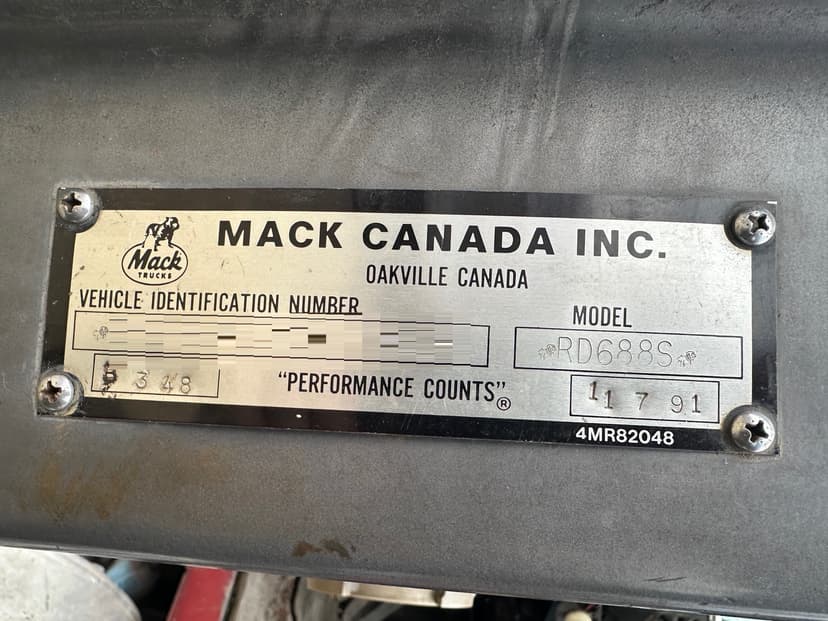 MACK CANADA INC.
Mack
TRUCKS
OAKVILLE CANADA
VEHICLE IDENTIFICATION NUMBER
MODEL
RD688S
348
"PERFORMANCE COUNTS"®
11 7 91
4MR82048